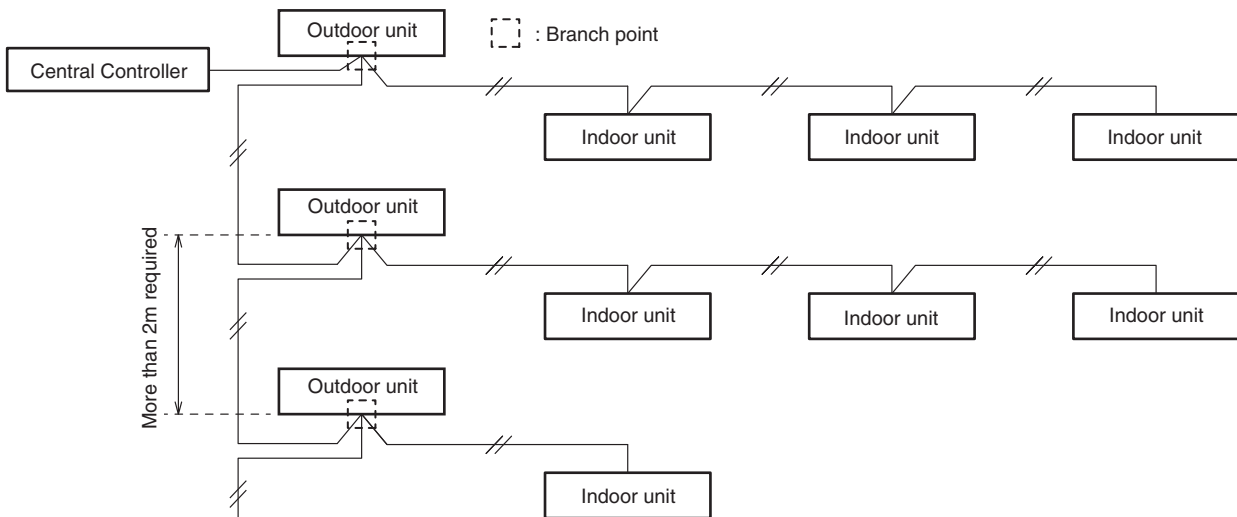 Outdoor unit
: Branch point
Central Controller
Indoor unit
Indoor unit
Indoor unit
Outdoor unit
More than 2m required
Indoor unit
Indoor unit
Indoor unit
Outdoor unit
Indoor unit